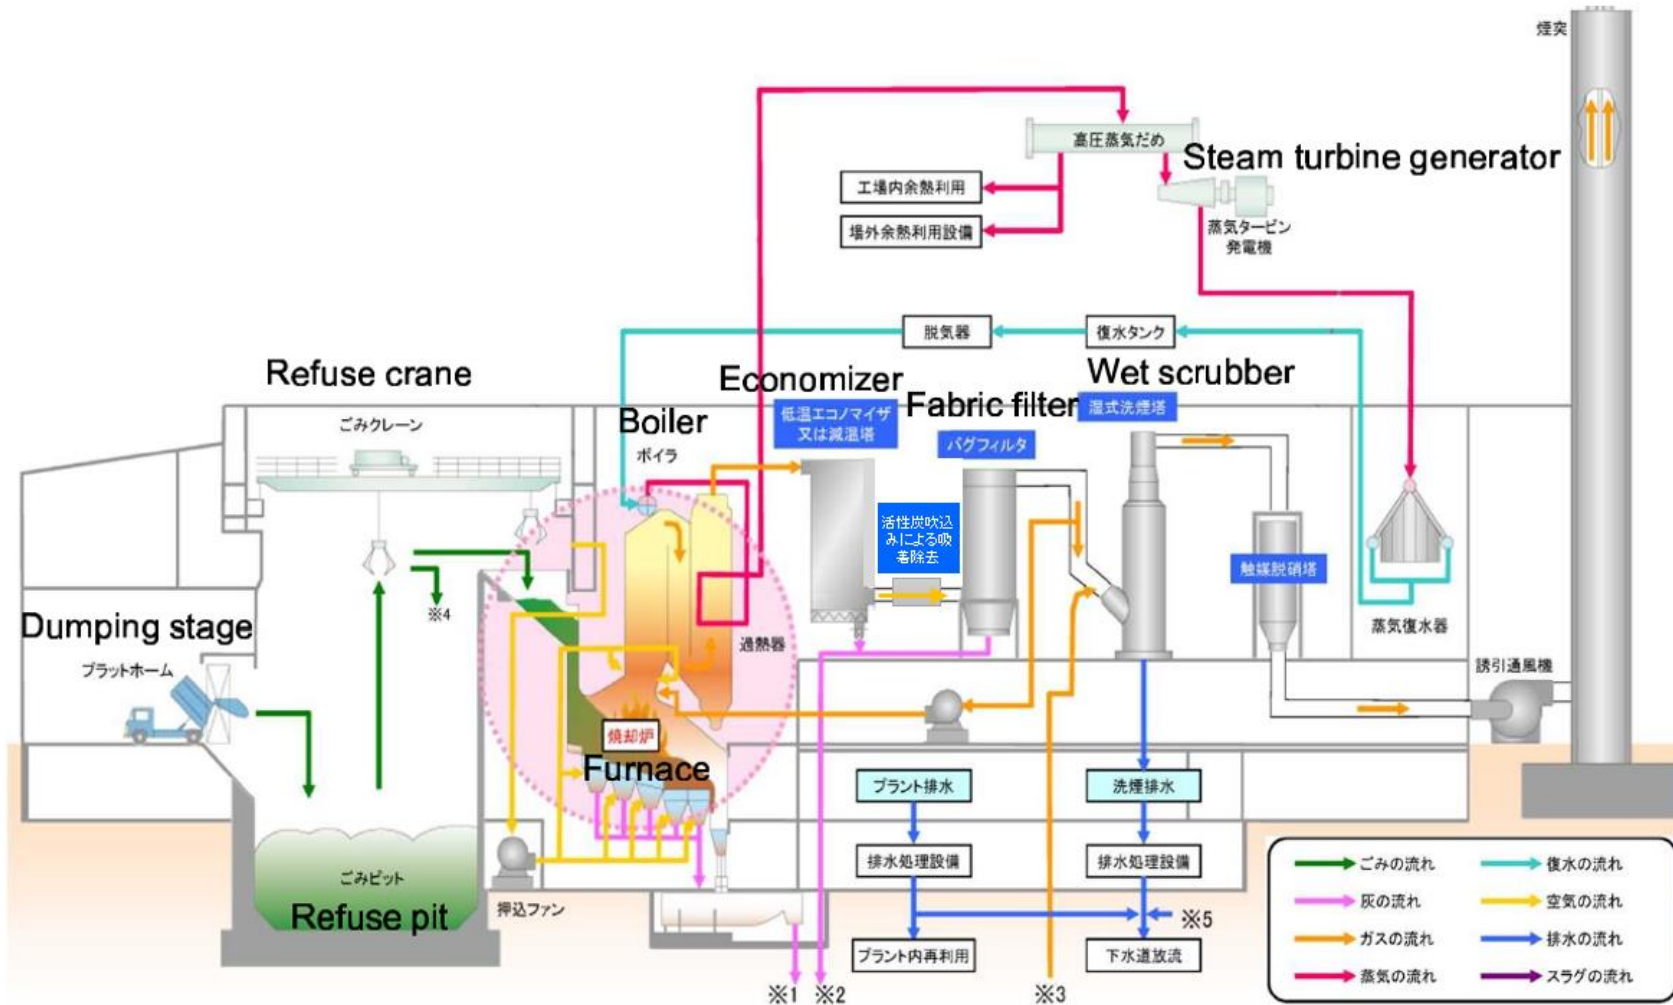 煙突
高圧蒸気だめ
Steam turbine generator
工場内余熱利用
場外余熱利用設備
蒸気タービン
発電機
脱気器
復水タンク
Refuse crane
ごみクレーン
Boiler
ボイラ
Economizer
低温エコノマイザ
又は減温塔
Fabric filter
バグフィルタ
Wet scrubber
湿式洗煙塔
活性炭吹込
みによる吸
着除去
触媒脱硝塔
蒸気復水器
※4
Dumping stage
プラットホーム
過熱器
誘引通風機
焼却炉
Furnace
プラント排水
洗煙排水
ごみピット
Refuse pit
押込ファン
排水処理設備
排水処理設備
※5
プラント内再利用
下水道放流
※1
※2
※3
ごみの流れ
復水の流れ
灰の流れ
空気の流れ
ガスの流れ
排水の流れ
蒸気の流れ
スラグの流れ